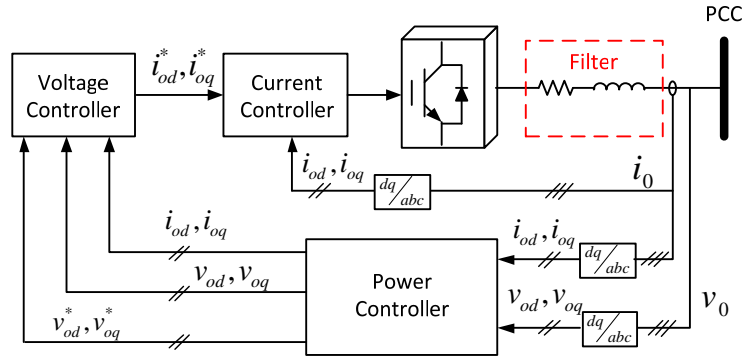 PCC
Filter
Voltage
Controller
i*od, i*oq
Current
Controller
iod, ioq
dq/abc
i0
iod, ioq
iod, ioq
dq/abc
vod, voq
Power
Controller
vod, voq
dq/abc
v0
v*od, v*oq